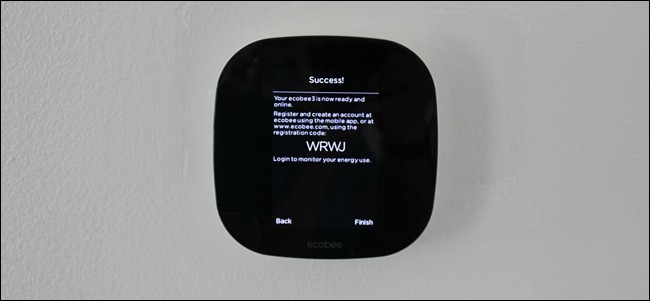 Success!
Your ecobee3 is now ready and
online.
Register and create an account at
ecobee using the mobile app, or at
www.ecobee.com, using the
registration code:
WRWJ
Login to monitor your energy use.
Back Finish
ecobee